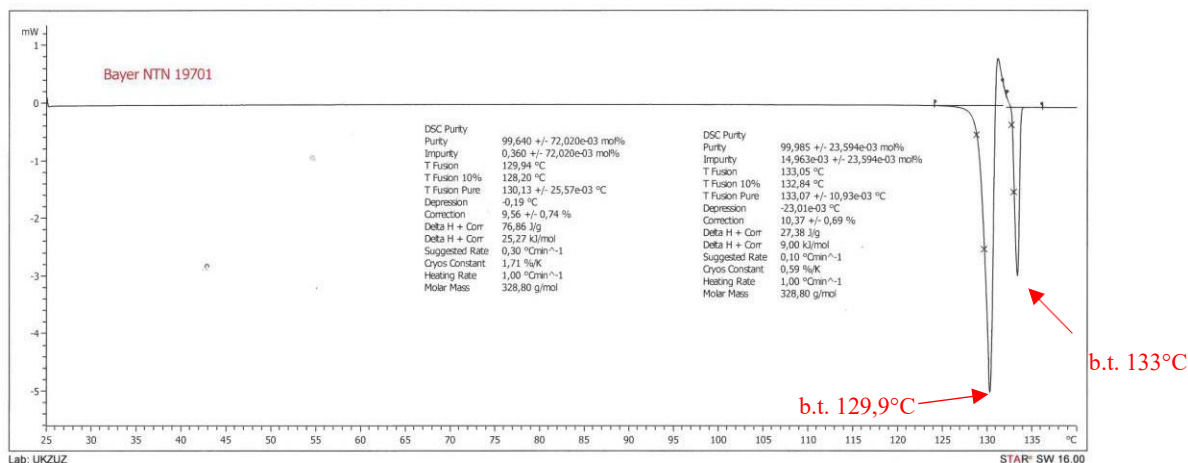 mW
1
0
-1
-2
-3
-4
-5
Bayer NTN 19701
DSC Purity
Purity 99,640 +/- 72,020e-03 mol%
Impurity 0,360 +/- 72,020e-03 mol%
T Fusion 129,94 °C
T Fusion 10% 128,20 °C
T Fusion Pure 130,13 +/- 25,57e-03 °C
Depression -0,19 °C
Correction 9,56 +/- 0,74 %
Delta H + Corr 76,86 J/g
Delta H + Corr 25,27 kJ/mol
Suggested Rate 0,30 °Cmin^-1
Cryos Constant 1,71 %/K
Heating Rate 1,00 °Cmin^-1
Molar Mass 328,80 g/mol
DSC Purity
Purity 99,985 +/- 23,594e-03 mol%
Impurity 14,963e-03 +/- 23,594e-03 mol%
T Fusion 133,05 °C
T Fusion 10% 132,84 °C
T Fusion Pure 133,07 +/- 10,93e-03 °C
Depression -23,01e-03 °C
Correction 10,37 +/- 0,69 %
Delta H + Corr 27,38 J/g
Delta H + Corr 9,00 kJ/mol
Suggested Rate 0,10 °Cmin^-1
Cryos Constant 0,59 %/K
Heating Rate 1,00 °Cmin^-1
Molar Mass 328,80 g/mol
b.t. 133°C
b.t. 129,9°C
25 30 35 40 45 50 55 60 65 70 75 80 85 90 95 100 105 110 115 120 125 130 135 °C
Lab: UKZUZ STARe SW 16.00